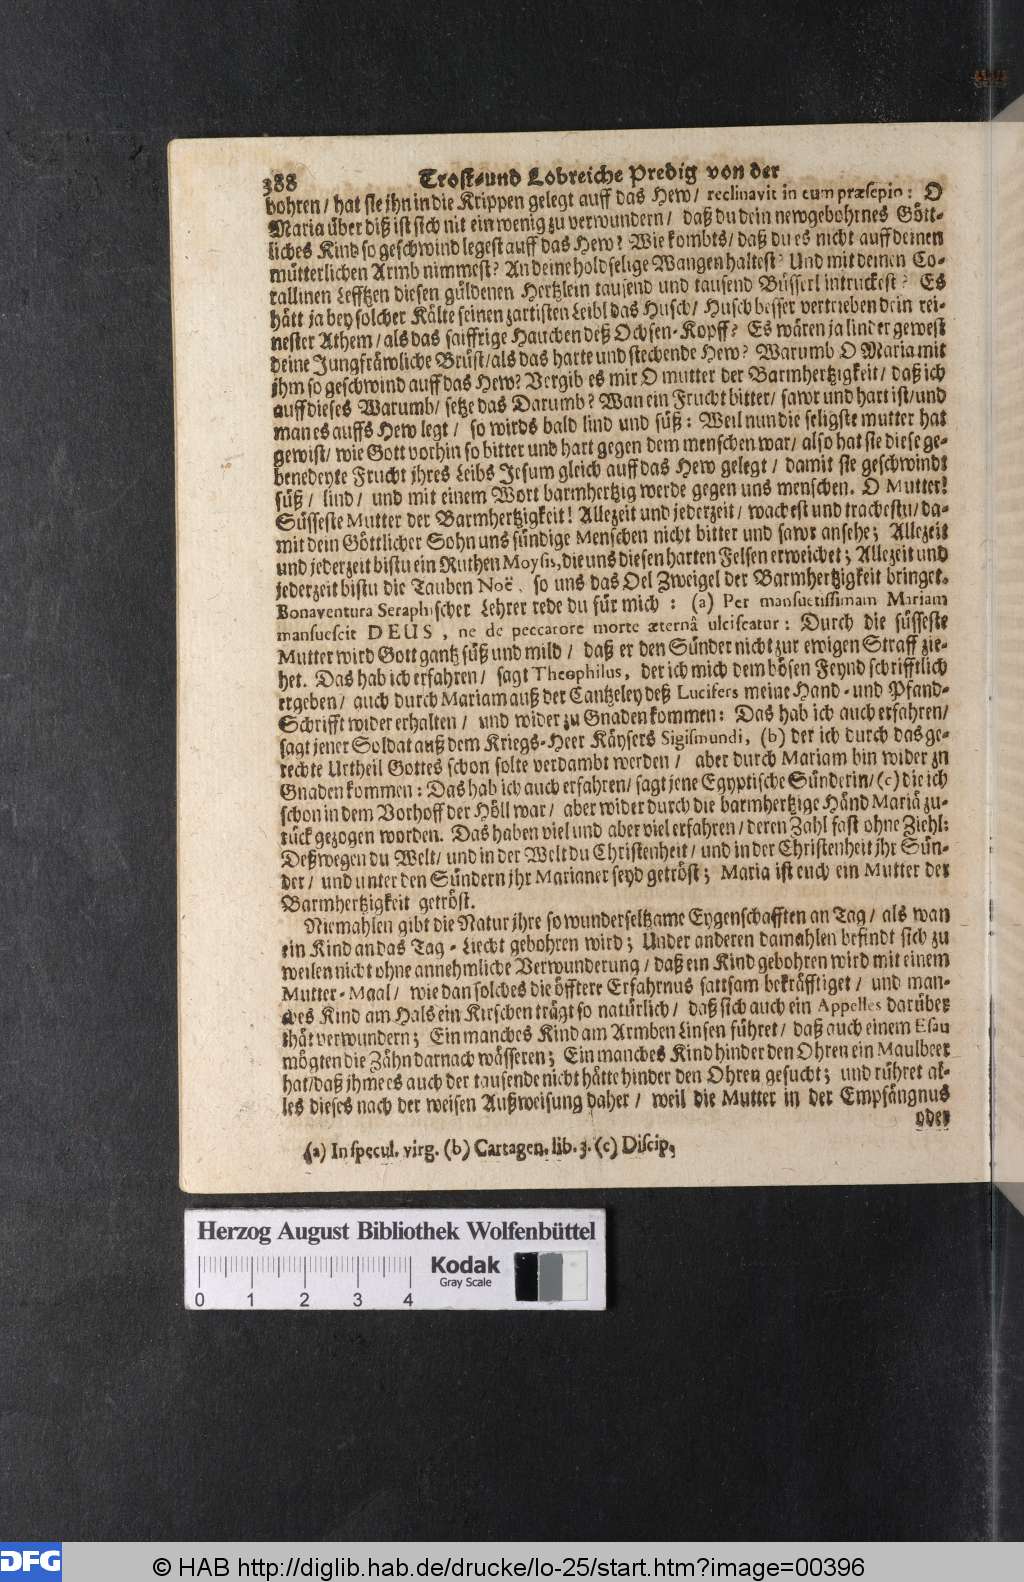 388 Trost-und Lobreiche Predig von der
bohren / hat sie jhn in die Krippen gelegt auff das Hew / reclinavit in eum præsepio: O
Maria über diß ist sich nit ein wenig zu verwundern / daß du dein newgebohrnes Gött-
liches Kind so geschwind legest auff das Hew? Wie kombts / daß du es nicht auff deinen
mütterlichen Armb nimmest? An deine holdselige Wangen haltest? Und mit deinen Co-
rallinen Lefftzen diesen güldenen Hertzlein tausend und tausend Büsserl intruckest? Es
hätt ja bey solcher Kälte seinen zartisten Leibl das Husch / Husch besser vertrieben dein rei-
nester Athem / als das saiffrige Hauchen deß Ochsen-Kopff? Es wären ja linder gewest
deine Jungfräwliche Brüst / als das harte und stechende Hew? Warumb O Maria mit
jhm so geschwind auff das Hew? Vergib es mir O mutter der Barmhertzigkeit / daß ich
auff dieses Warumb / setze das Darumb? Wan ein Frucht bitter / sawr und hart ist / und
man es auffs Hew legt / so wirds bald lind und süß: Weil nun die seligste mutter hat
gewist / wie Gott vorhin so bitter und hart gegen dem menschen war / also hat sie diese ge-
benedeyte Frucht jhres Leibs Jesum gleich auff das Hew gelegt / damit sie geschwindt
süß / lind / und mit einem Wort barmhertzig werde gegen uns menschen. O Mutter!
Süsseste Mutter der Barmhertzigkeit! Allezeit und jederzeit / wachest und trachestu / da-
mit dein Göttlicher Sohn uns sündige Menschen nicht bitter und sawr ansehe; Allezeit
und jederzeit bistu ein Ruthen Moysis, die uns diesen harten Felsen erweichet; Allezeit und
jederzeit bistu die Tauben Noë, so uns das Oel Zweigel der Barmhertzigkeit bringet.
Bonaventura Seraphischer Lehrer rede du für mich: (a) Per mansuetissimam Mariam
mansuescit DEUS, ne de peccatore morte æternâ ulciscatur: Durch die süsseste
Mutter wird Gott gantz süß und mild / daß er den Sünder nicht zur ewigen Straff zie-
het. Das hab ich erfahren / sagt Theophilus, der ich mich dem bösen Feynd schrifftlich
ergeben / auch durch Mariam auß der Cantzeley deß Lucifers meine Hand- und Pfand-
Schrifft wider erhalten / und wider zu Gnaden kommen: Das hab ich auch erfahren /
sagt jener Soldat auß dem Kriegs-Heer Käysers Sigismundi, (b) der ich durch das ge-
rechte Urtheil Gottes schon solte verdambt werden / aber durch Mariam bin wider zu
Gnaden kommen: Das hab ich auch erfahren / sagt jene Egyptische Sünderin / (c) die ich
schon in dem Vorhoff der Höll war / aber wider durch die barmhertzige Händ Mariä zu-
rück gezogen worden. Das haben viel und aber viel erfahren / deren Zahl fast ohne Ziehl:
Deßwegen du Welt / und in der Welt du Christenheit / und in der Christenheit jhr Sün-
der / und unter den Sündern jhr Marianer seyd getröst; Maria ist euch ein Mutter der
Barmhertzigkeit getröst.
Niemahlen gibt die Natur jhre so wunderseltzame Eygenschafften an Tag / als wan
ein Kind an das Tag-Liecht gebohren wird; Under anderen damahlen befindt sich zu
weilen nicht ohne annehmliche Verwunderung / daß ein Kind gebohren wird mit einem
Mutter-Maal / wie dan solches die öfftere Erfahrnus sattsam bekräfftiget / und man-
ches Kind am Hals ein Kirschen trägt so natürlich / daß sich auch ein Appelles darüber
thät verwundern; Ein manches Kind am Armben Linsen führet / daß auch einem Esau
mögten die Zähn darnach wässeren; Ein manches Kind hinder den Ohren ein Maulbeer
hat / daß jhme es auch der tausende nicht hätte hinder den Ohren gesucht; und rühret al-
les dieses nach der weisen Außweisung daher / weil die Mutter in der Empfängnus
oder
(a) In specul. virg. (b) Cartagen. lib. 3. (c) Discip.
Herzog August Bibliothek Wolfenbüttel
Kodak
Gray Scale
0 1 2 3 4
DFG © HAB http://diglib.hab.de/drucke/lo-25/start.htm?image=00396